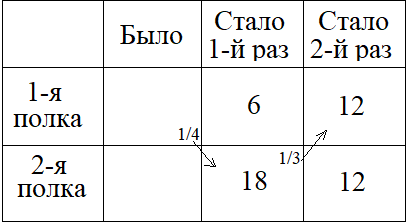 Было
Стало
1-й раз
Стало
2-й раз
1-я
полка
6
12
1/4
1/3
2-я
полка
18
12